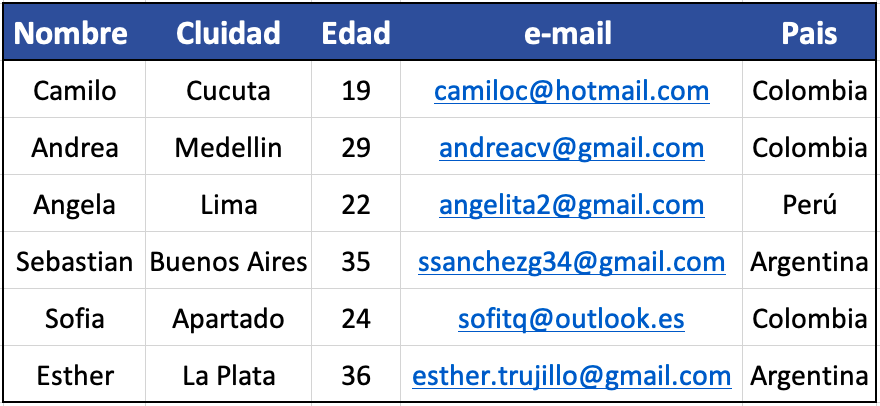 Nombre Cluidad Edad e-mail Pais
Camilo Cucuta 19 camiloc@hotmail.com Colombia
Andrea Medellin 29 andreacv@gmail.com Colombia
Angela Lima 22 angelita2@gmail.com Perú
Sebastian Buenos Aires 35 ssanchezg34@gmail.com Argentina
Sofia Apartado 24 sofitq@outlook.es Colombia
Esther La Plata 36 esther.trujillo@gmail.com Argentina